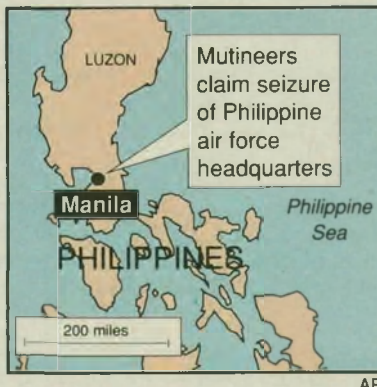 LUZON
Mutineers
claim seizure
of Philippine
air force
headquarters
Manila
Philippine
Sea
PHILIPPINES
200 miles
AP